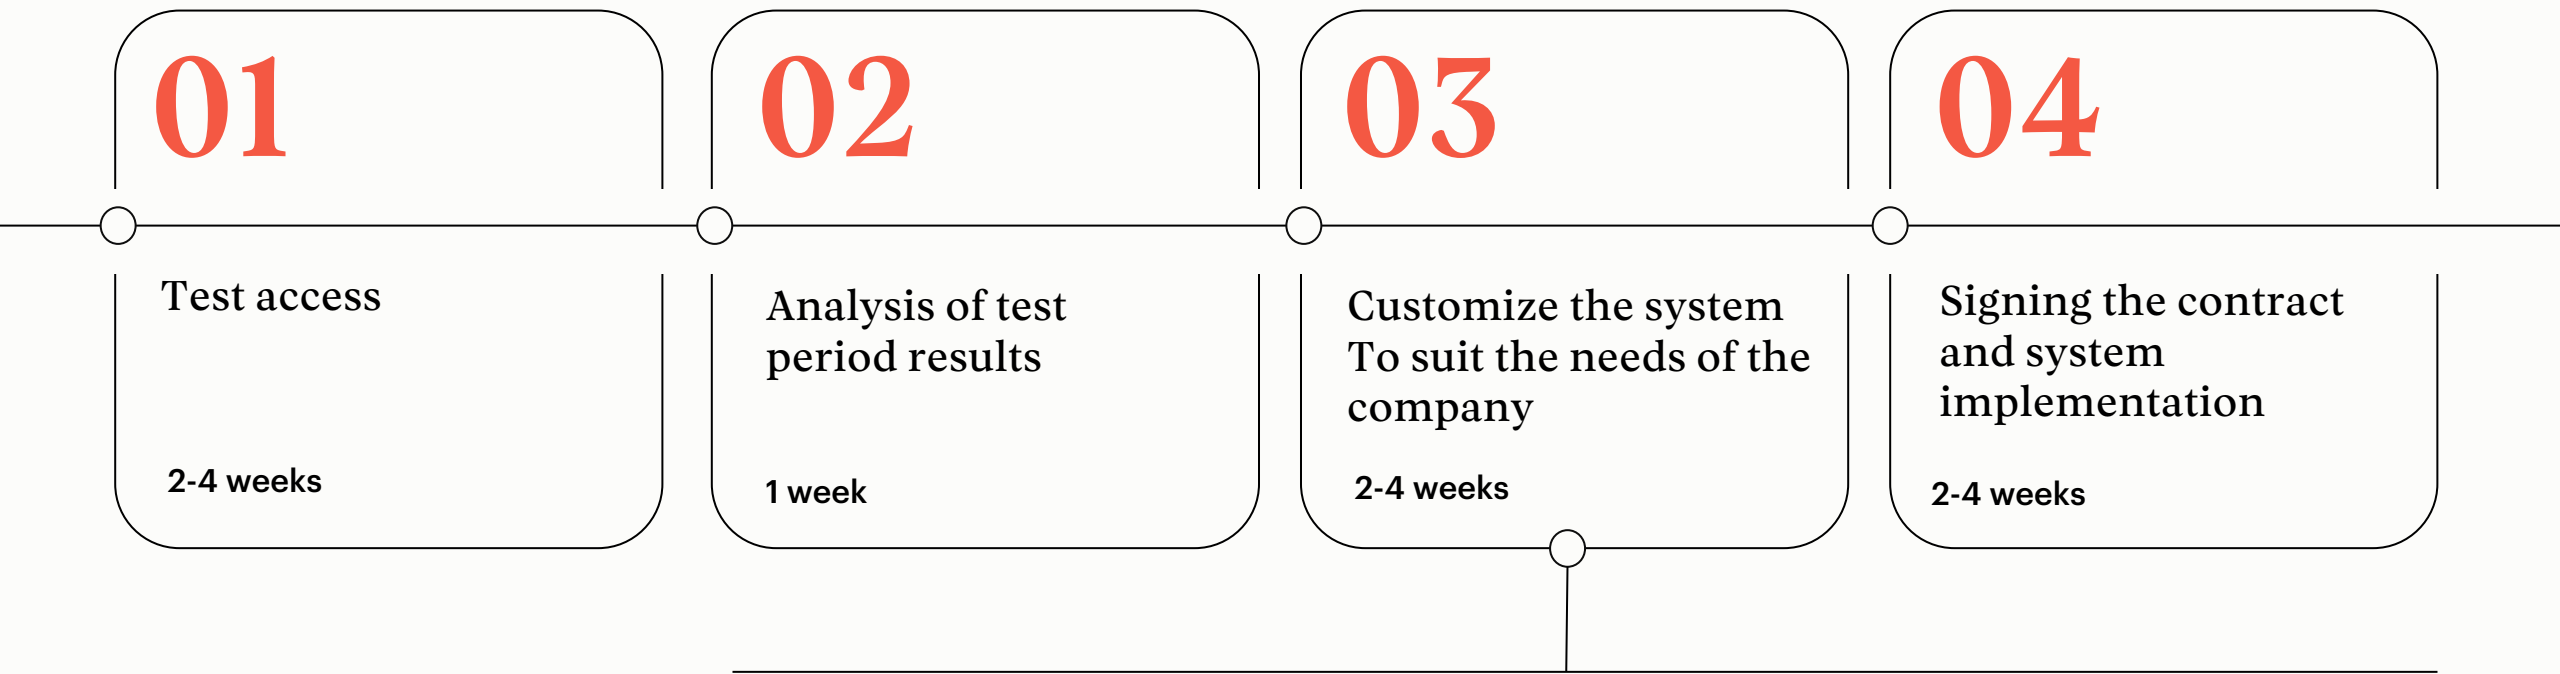 01
Test access
2-4 weeks
02
Analysis of test
period results
1 week
03
Customize the system
To suit the needs of the
company
2-4 weeks
04
Signing the contract
and system
implementation
2-4 weeks